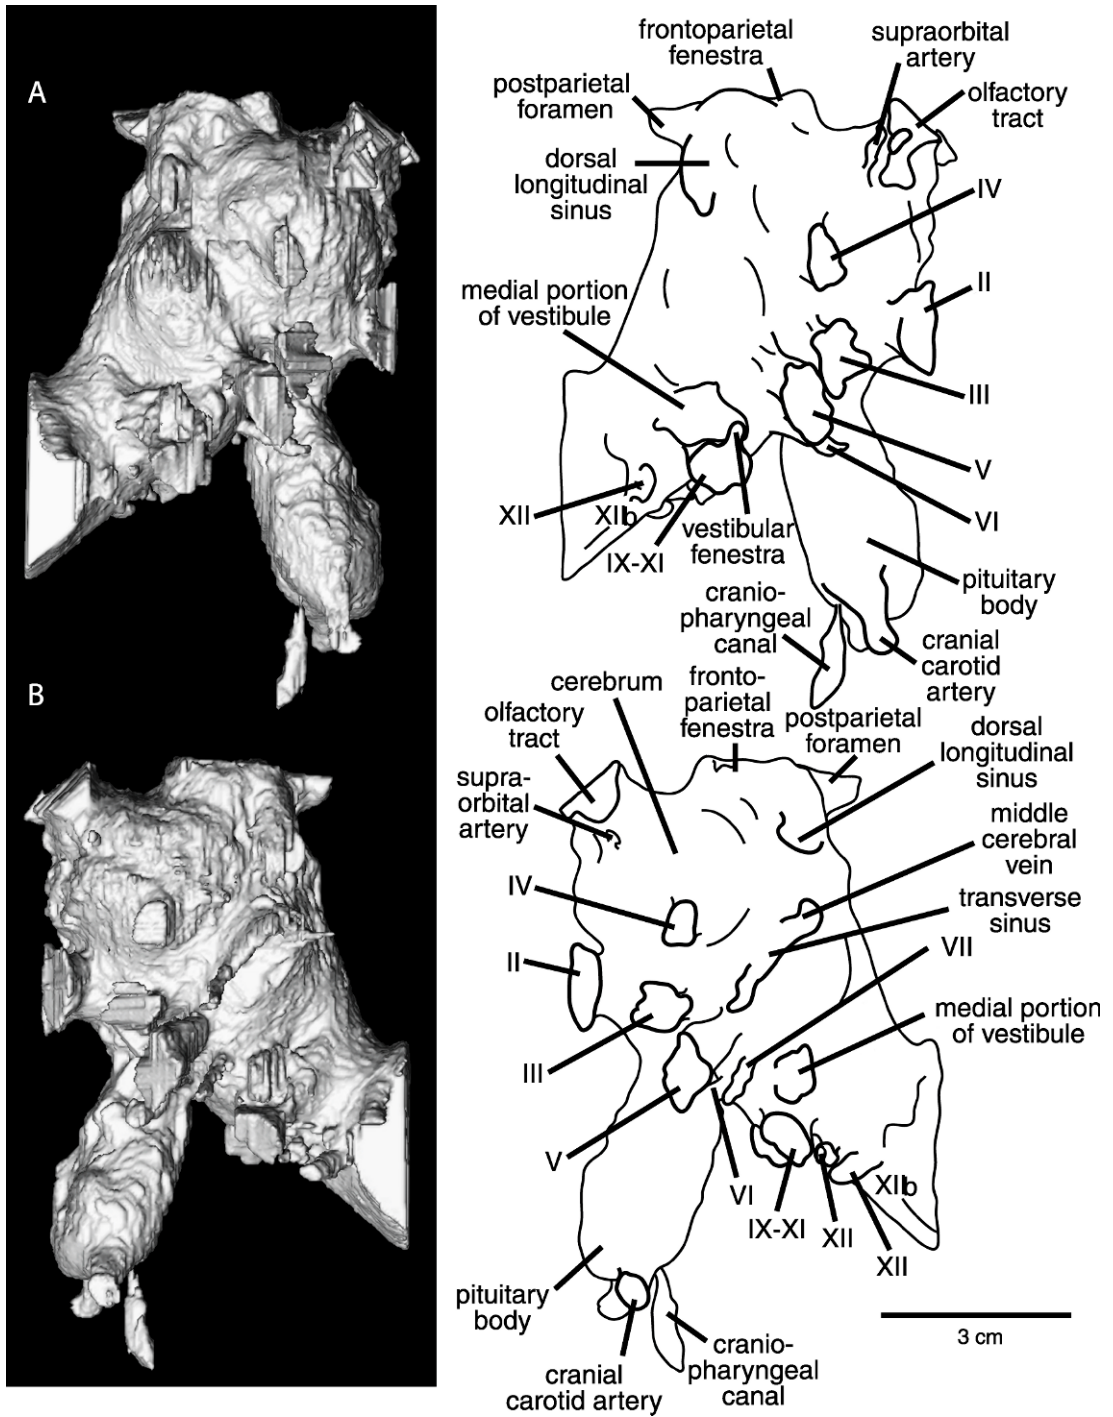 A
frontoparietal
fenestra
supraorbital
artery
postparietal
foramen
olfactory
tract
dorsal
longitudinal
sinus
IV
medial portion
of vestibule
II
III
V
XII
XIIb
VI
vestibular
fenestra
IX-XI
pituitary
body
cranio-
pharyngeal
canal
cranial
carotid
artery
B
cerebrum
fronto-
parietal
fenestra
olfactory
tract
postparietal
foramen
dorsal
longitudinal
sinus
supra-
orbital
artery
middle
cerebral
vein
IV
transverse
sinus
II
VII
medial portion
of vestibule
III
V
VI
XIIb
IX-XI
XII
XII
pituitary
body
3 cm
cranial
carotid artery
cranio-
pharyngeal
canal